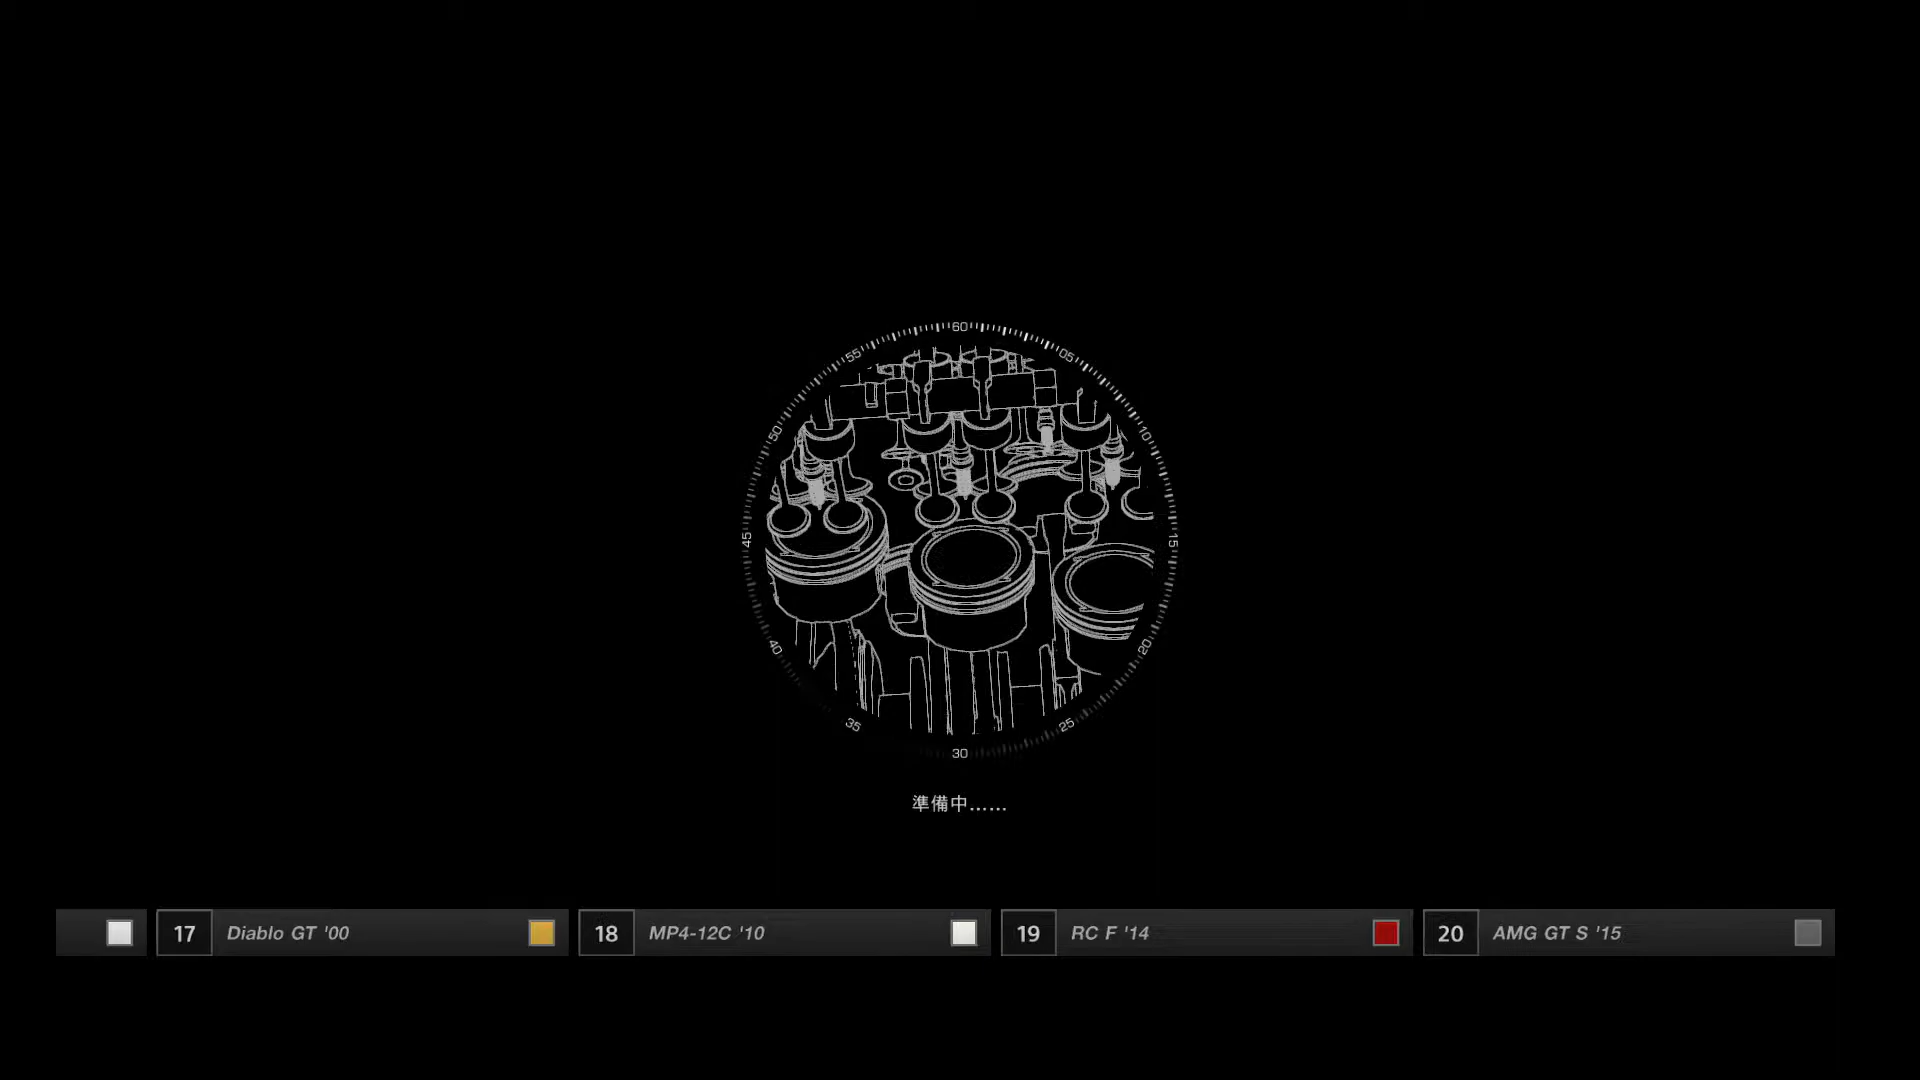 60
55
05
50
10
45
15
40
20
35
25
30
準備中......
17 Diablo GT '00
18 MP4-12C '10
19 RC F '14
20 AMG GT S '15